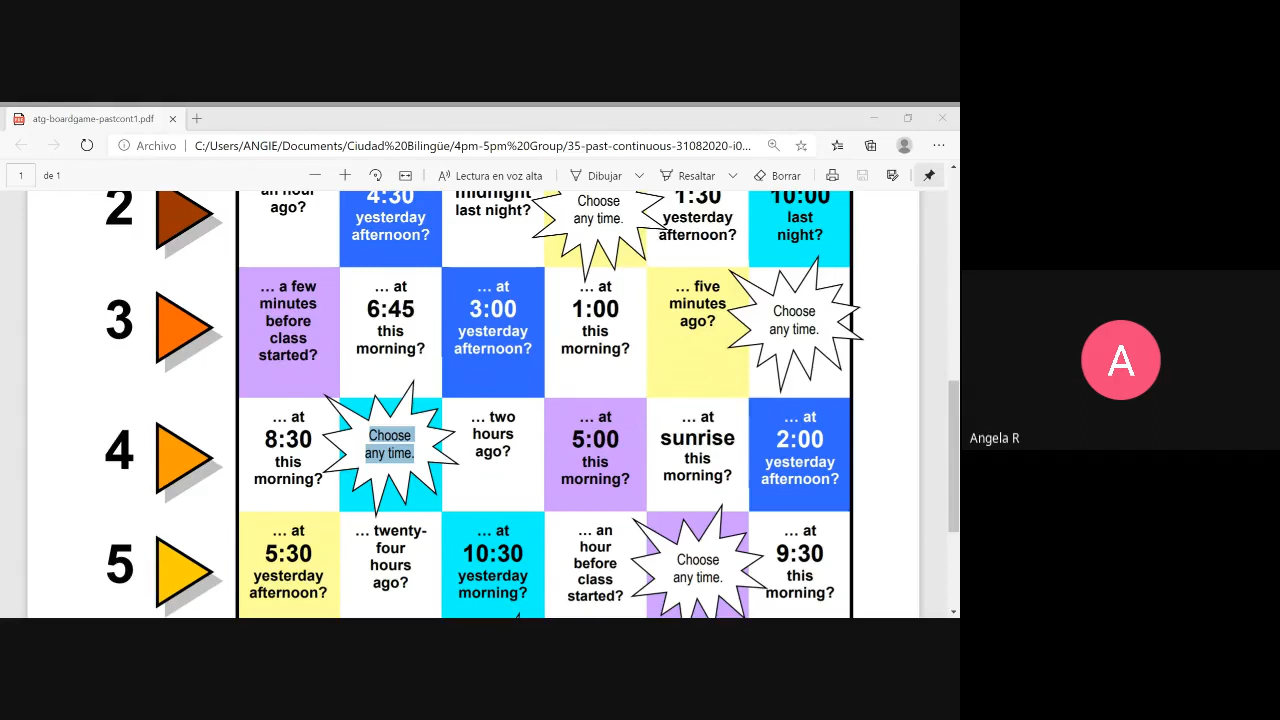 atg-boardgame-pastcont1.pdf
Archivo
C:/Users/ANGIE/Documents/Ciudad%20Bilingüe/4pm-5pm%20Group/35-past-continuous-31082020-i0...
1
de 1
Lectura en voz alta
Dibujar
Resaltar
Borrar
2
an hour
ago?
4:30
yesterday
afternoon?
midnight
last night?
Choose
any time.
1:30
yesterday
afternoon?
10:00
last
night?
3
... a few
minutes
before
class
started?
... at
6:45
this
morning?
... at
3:00
yesterday
afternoon?
... at
1:00
this
morning?
... five
minutes
ago?
Choose
any time.
4
... at
8:30
this
morning?
Choose
any time.
... two
hours
ago?
... at
5:00
this
morning?
... at
sunrise
this
morning?
... at
2:00
yesterday
afternoon?
5
... at
5:30
yesterday
afternoon?
... twenty-
four
hours
ago?
... at
10:30
yesterday
morning?
... an
hour
before
class
started?
Choose
any time.
... at
9:30
this
morning?
A
Angela R